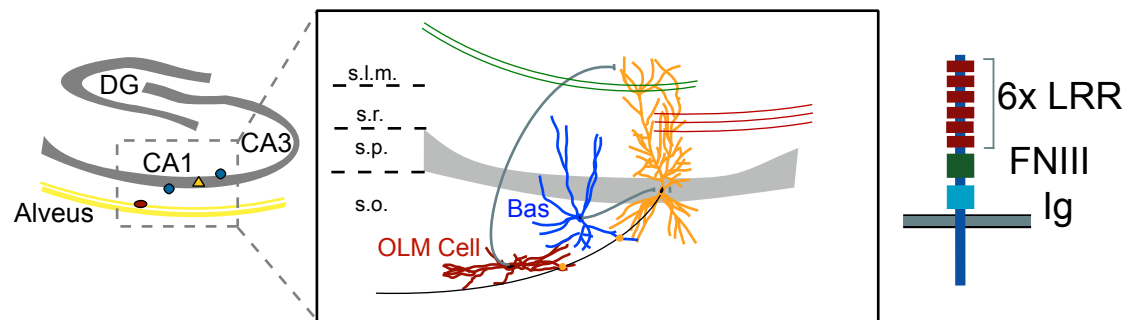 DG
CA3
CA1
Alveus
s.l.m.
s.r.
s.p.
s.o.
Bas
OLM Cell
6x LRR
FNIII
Ig